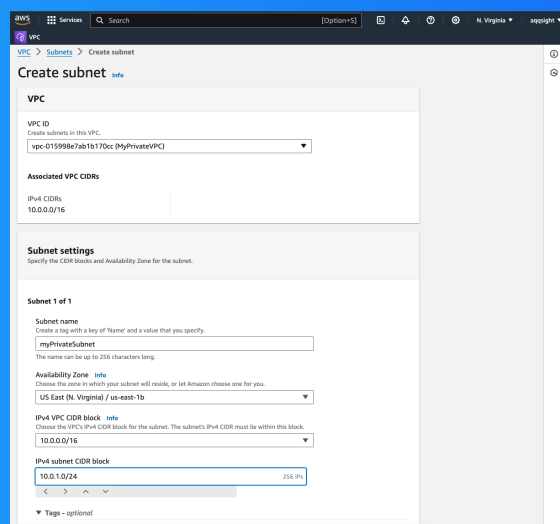 aws Services Search [Option+S] N. Virginia ▼ aqqsight ▼
VPC
VPC > Subnets > Create subnet
Create subnet Info
VPC
VPC ID
Create subnets in this VPC.
vpc-015998e7ab1b170cc (MyPrivateVPC)
Associated VPC CIDRs
IPv4 CIDRs
10.0.0.0/16
Subnet settings
Specify the CIDR blocks and Availability Zone for the subnet.
Subnet 1 of 1
Subnet name
Create a tag with a key of 'Name' and a value that you specify.
myPrivateSubnet
The name can be up to 256 characters long.
Availability Zone Info
Choose the zone in which your subnet will reside, or let Amazon choose one for you.
US East (N. Virginia) / us-east-1b
IPv4 VPC CIDR block Info
Choose the VPC's IPv4 CIDR block for the subnet. The subnet's IPv4 CIDR must lie within this block.
10.0.0.0/16
IPv4 subnet CIDR block
10.0.1.0/24 256 IPs
▼ Tags - optional